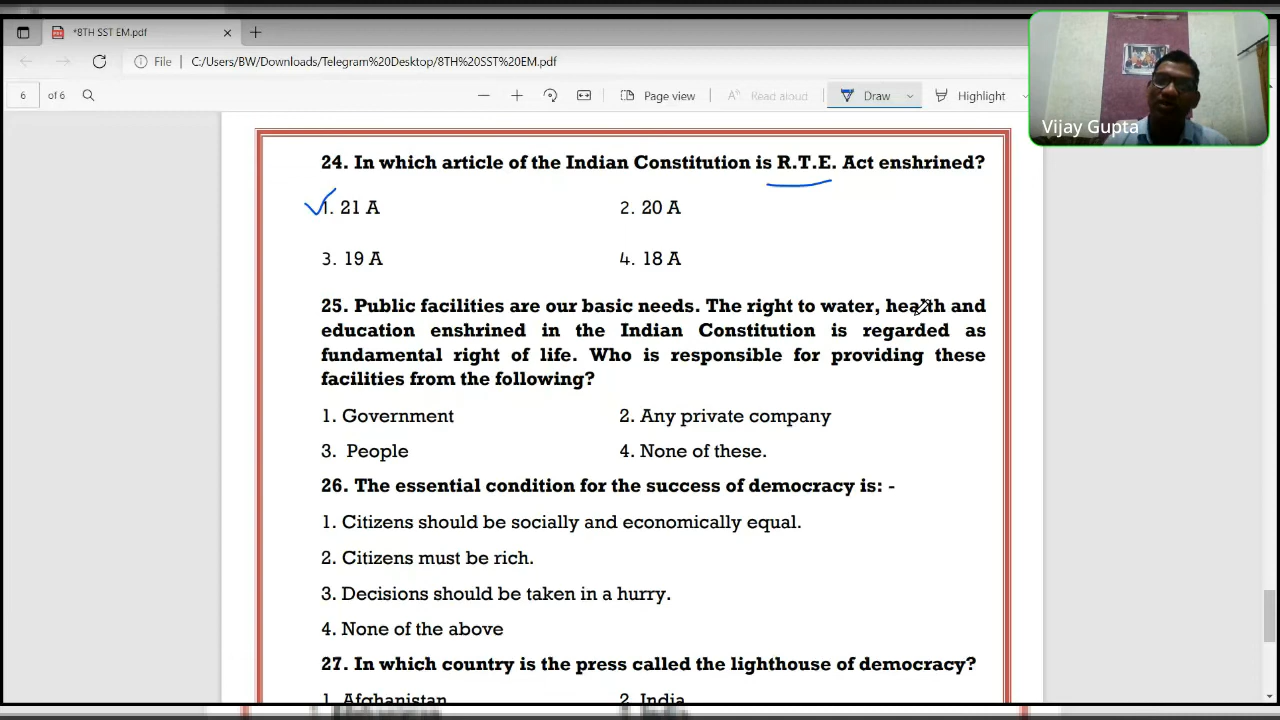 *8TH SST EM.pdf
File C:/Users/BW/Downloads/Telegram%20Desktop/8TH%20SST%20EM.pdf
6 of 6 Page view Read aloud Draw Highlight
Vijay Gupta
24. In which article of the Indian Constitution is R.T.E. Act enshrined?
1. 21 A 2. 20 A
3. 19 A 4. 18 A
25. Public facilities are our basic needs. The right to water, health and
education enshrined in the Indian Constitution is regarded as
fundamental right of life. Who is responsible for providing these
facilities from the following?
1. Government 2. Any private company
3. People 4. None of these.
26. The essential condition for the success of democracy is: -
1. Citizens should be socially and economically equal.
2. Citizens must be rich.
3. Decisions should be taken in a hurry.
4. None of the above
27. In which country is the press called the lighthouse of democracy?
1. Afghanistan 2. India